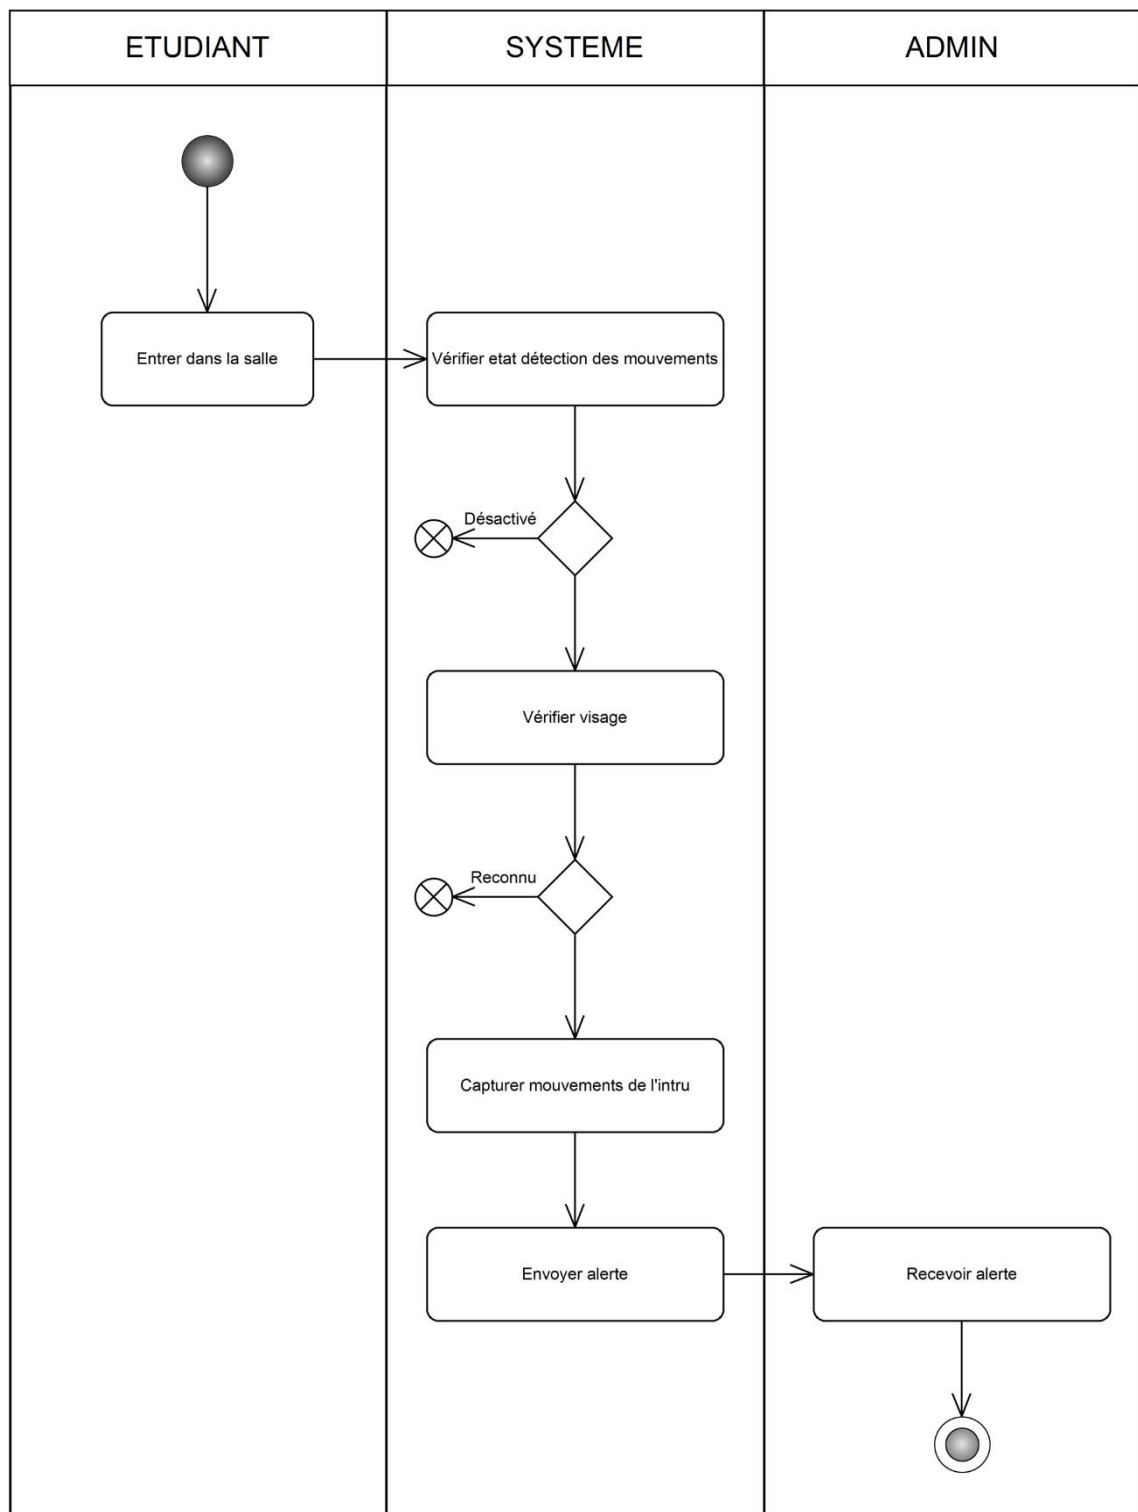 ETUDIANT
SYSTEME
ADMIN
Entrer dans la salle
Vérifier etat détection des mouvements
Désactivé
Vérifier visage
Reconnu
Capturer mouvements de l'intru
Envoyer alerte
Recevoir alerte